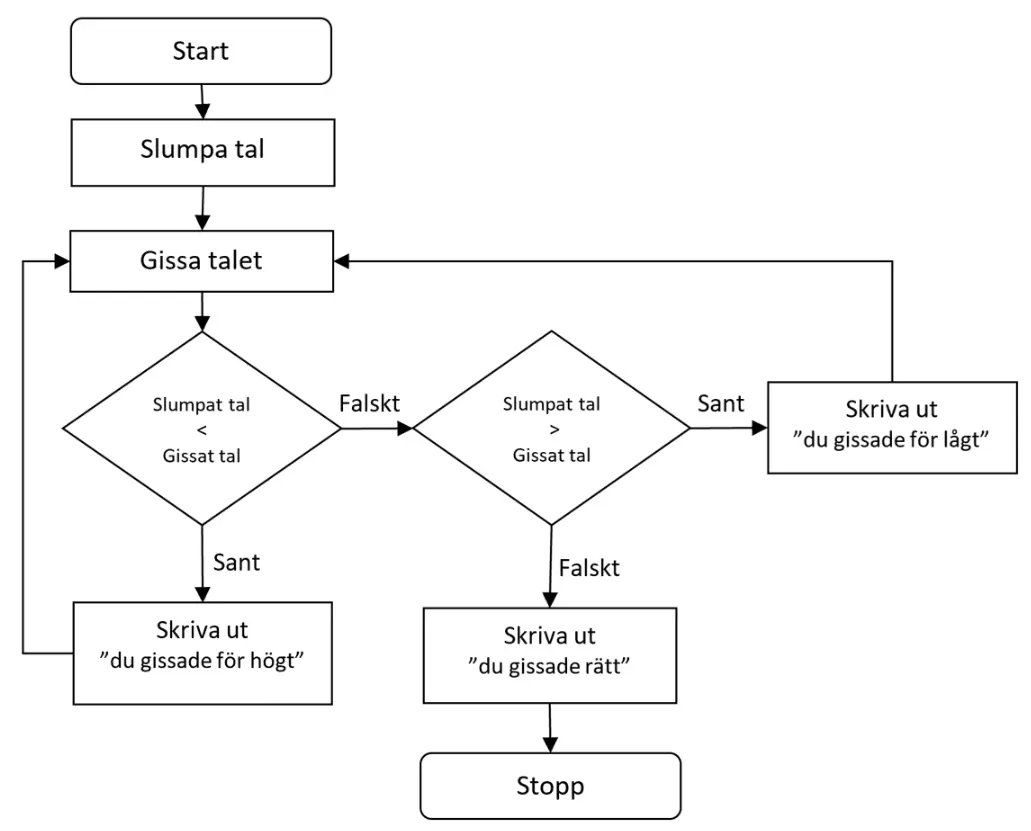 Start
Slumpa tal
Gissa talet
Slumpat tal
<
Gissat tal
Falskt
Slumpat tal
>
Gissat tal
Sant
Skriva ut
”du gissade för lågt”
Sant
Falskt
Skriva ut
”du gissade för högt”
Skriva ut
”du gissade rätt”
Stopp